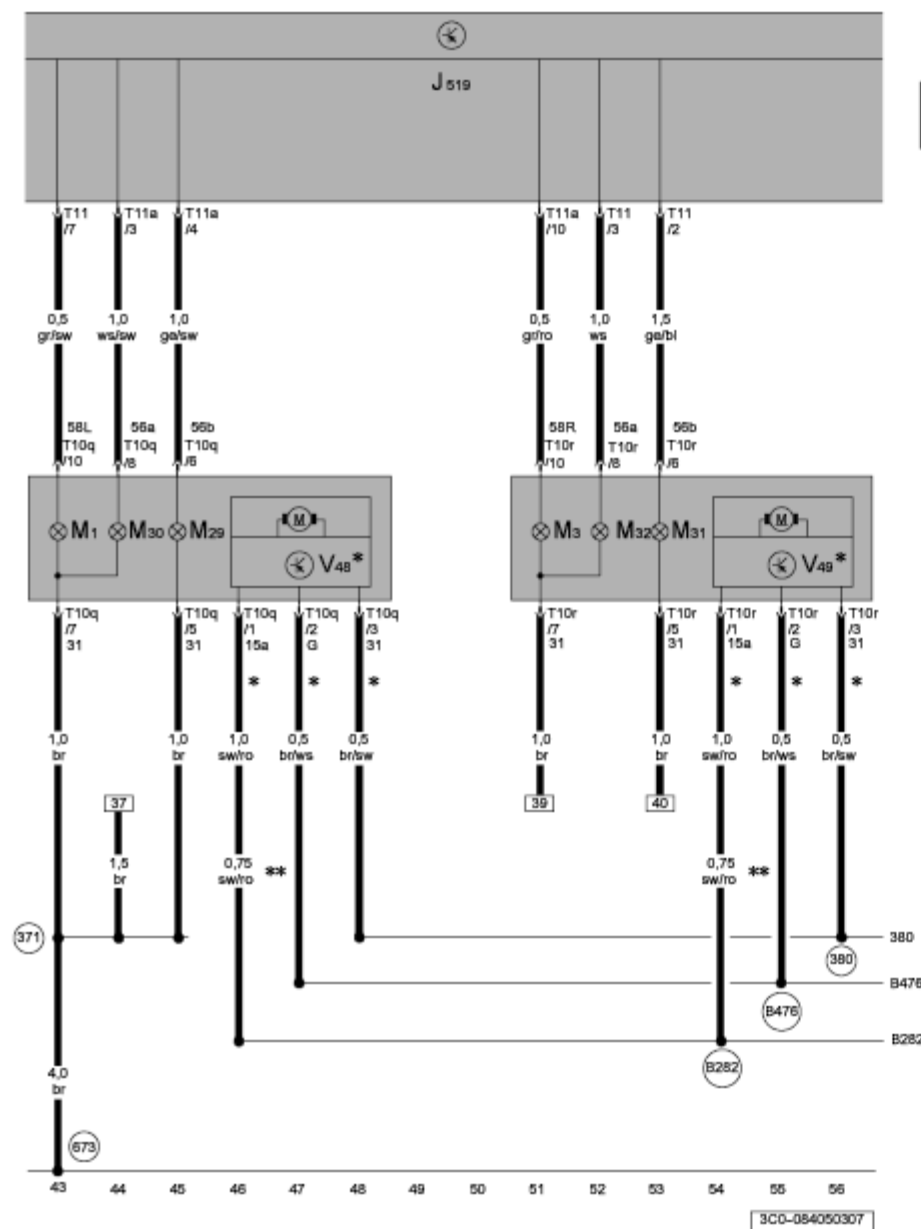 J 519
T11 T11a T11a T11a T11 T11
/7 /3 /4 /10 /3 /2
0,5 1,0 1,0 0,5 1,0 1,5
gr/sw ws/sw ge/sw gr/ro ws ge/bl
58L 56a 56b 58R 56a 56b
T10q T10q T10q T10r T10r T10r
/10 /8 /6 /10 /8 /6
M M
M1 M30 M29 M3 M32 M31
V48* V49*
T10q T10q T10q T10q T10q T10r T10r T10r T10r T10r
/7 /5 /1 /2 /3 /7 /5 /1 /2 /3
31 31 15a G 31 31 31 15a G 31
* * * * * *
1,0 1,0 1,0 0,5 0,5 1,0 1,0 1,0 0,5 0,5
br br sw/ro br/ws br/sw br br sw/ro br/ws br/sw
37 39 40
1,5 0,75 ** 0,75 **
br sw/ro sw/ro
371 380
380
B476
B476
B282
B282
4,0
br
673
43 44 45 46 47 48 49 50 51 52 53 54 55 56
3C0-084050307